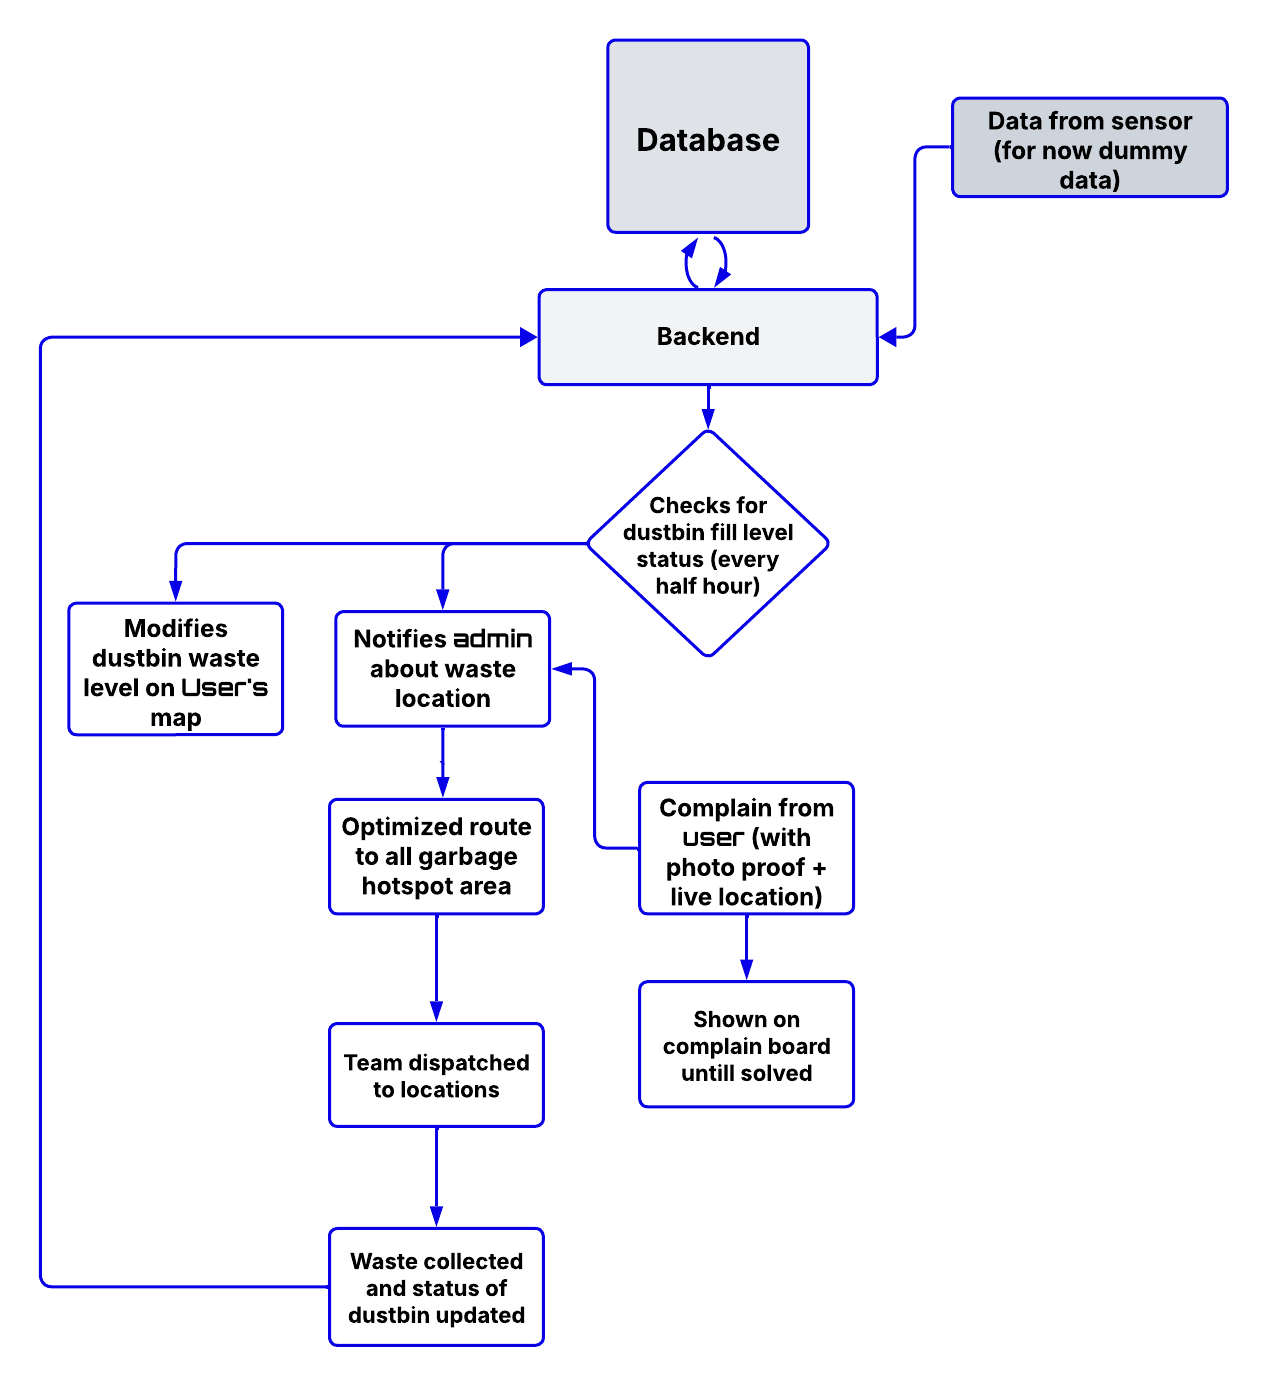 Database
Data from sensor
(for now dummy
data)
Backend
Checks for
dustbin fill level
status (every
half hour)
Modifies
dustbin waste
level on User's
map
Notifies admin
about waste
location
Optimized route
to all garbage
hotspot area
Complain from
user (with
photo proof +
live location)
Team dispatched
to locations
Shown on
complain board
untill solved
Waste collected
and status of
dustbin updated